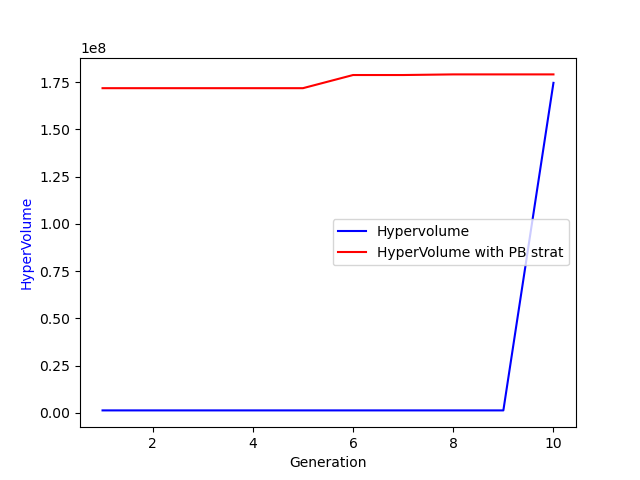 1e8
1.75
1.50
1.25
1.00
0.75
0.50
0.25
0.00
HyperVolume
Hypervolume
HyperVolume with PB strat
2
4
6
8
10
Generation